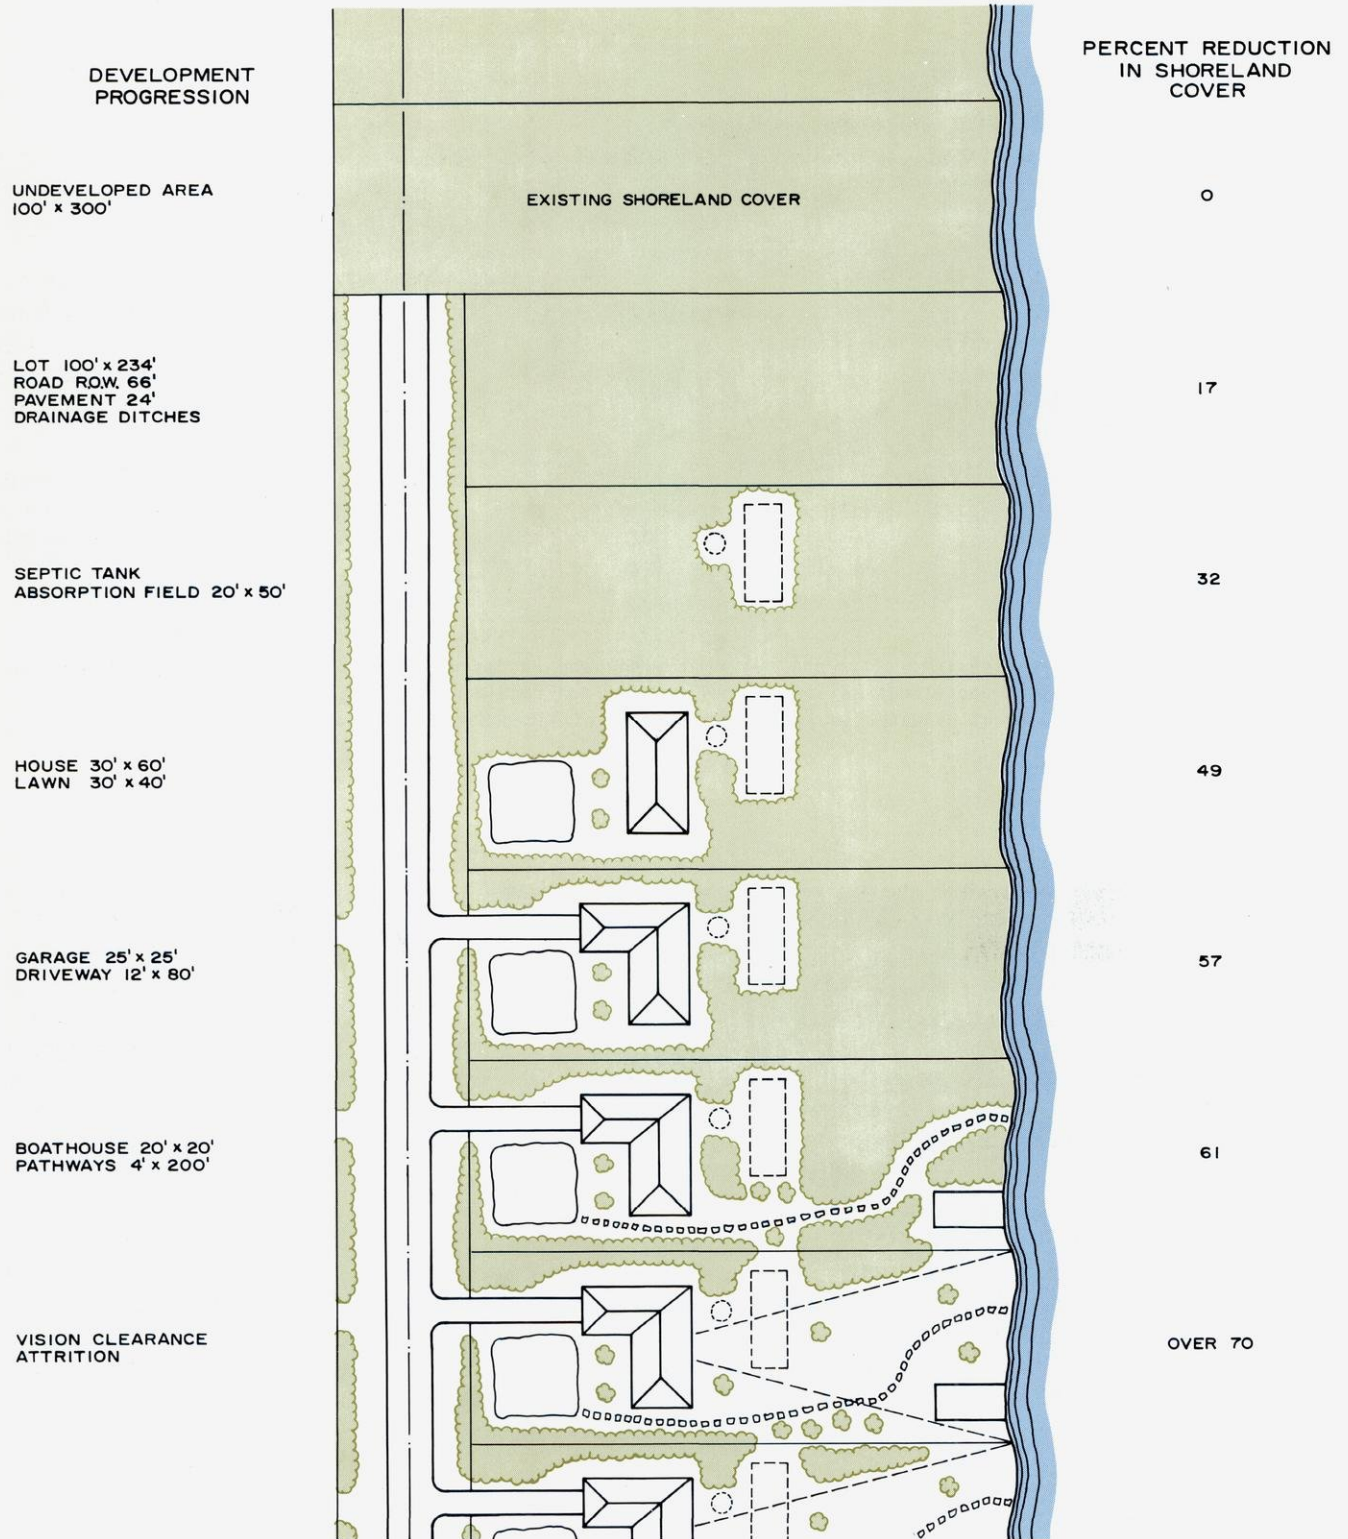 DEVELOPMENT
PROGRESSION
PERCENT REDUCTION
IN SHORELAND
COVER
UNDEVELOPED AREA
100' x 300'
EXISTING SHORELAND COVER
0
LOT 100' x 234'
ROAD R.O.W. 66'
PAVEMENT 24'
DRAINAGE DITCHES
17
SEPTIC TANK
ABSORPTION FIELD 20' x 50'
32
HOUSE 30' x 60'
LAWN 30' x 40'
49
GARAGE 25' x 25'
DRIVEWAY 12' x 80'
57
BOATHOUSE 20' x 20'
PATHWAYS 4' x 200'
61
VISION CLEARANCE
ATTRITION
OVER 70